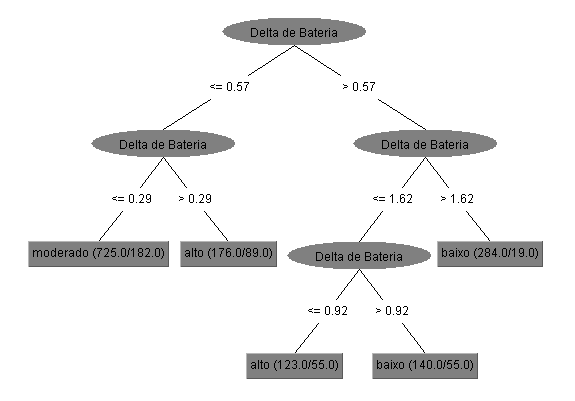 Delta de Bateria
<= 0.57
> 0.57
Delta de Bateria
Delta de Bateria
<= 0.29
> 0.29
<= 1.62
> 1.62
moderado (725.0/182.0)
alto (176.0/89.0)
Delta de Bateria
baixo (284.0/19.0)
<= 0.92
> 0.92
alto (123.0/55.0)
baixo (140.0/55.0)